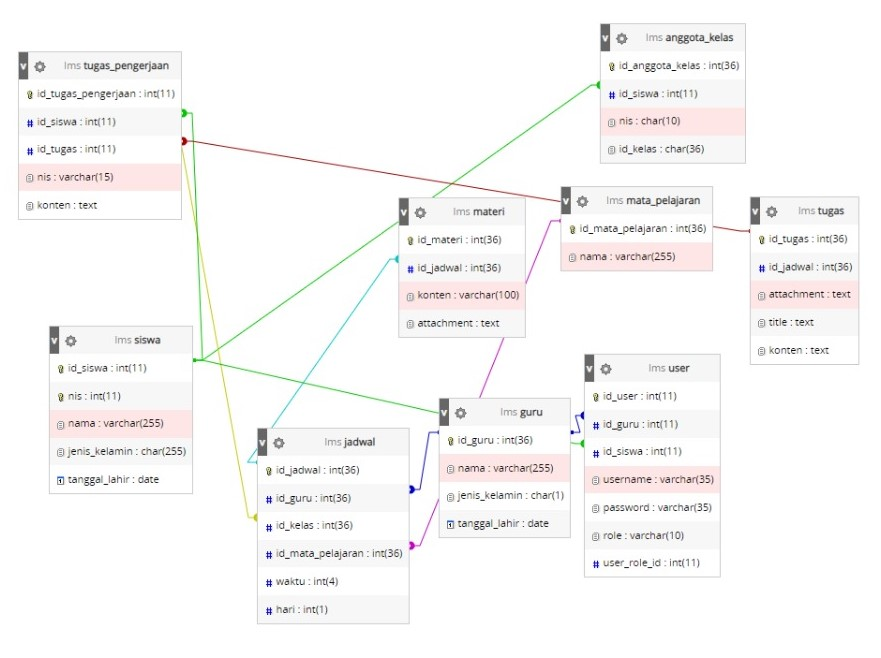 lms tugas_pengerjaan
id_tugas_pengerjaan : int(11)
id_siswa : int(11)
id_tugas : int(11)
nis : varchar(15)
konten : text
lms anggota_kelas
id_anggota_kelas : int(36)
id_siswa : int(11)
nis : char(10)
id_kelas : char(36)
lms materi
id_materi : int(36)
id_jadwal : int(36)
konten : varchar(100)
attachment : text
lms mata_pelajaran
id_mata_pelajaran : int(36)
nama : varchar(255)
lms tugas
id_tugas : int(36)
id_jadwal : int(36)
attachment : text
title : text
konten : text
lms siswa
id_siswa : int(11)
nis : int(11)
nama : varchar(255)
jenis_kelamin : char(255)
tanggal_lahir : date
lms jadwal
id_jadwal : int(36)
id_guru : int(36)
id_kelas : int(36)
id_mata_pelajaran : int(36)
waktu : int(4)
hari : int(1)
lms guru
id_guru : int(36)
nama : varchar(255)
jenis_kelamin : char(1)
tanggal_lahir : date
lms user
id_user : int(11)
id_guru : int(11)
id_siswa : int(11)
username : varchar(35)
password : varchar(35)
role : varchar(10)
user_role_id : int(11)